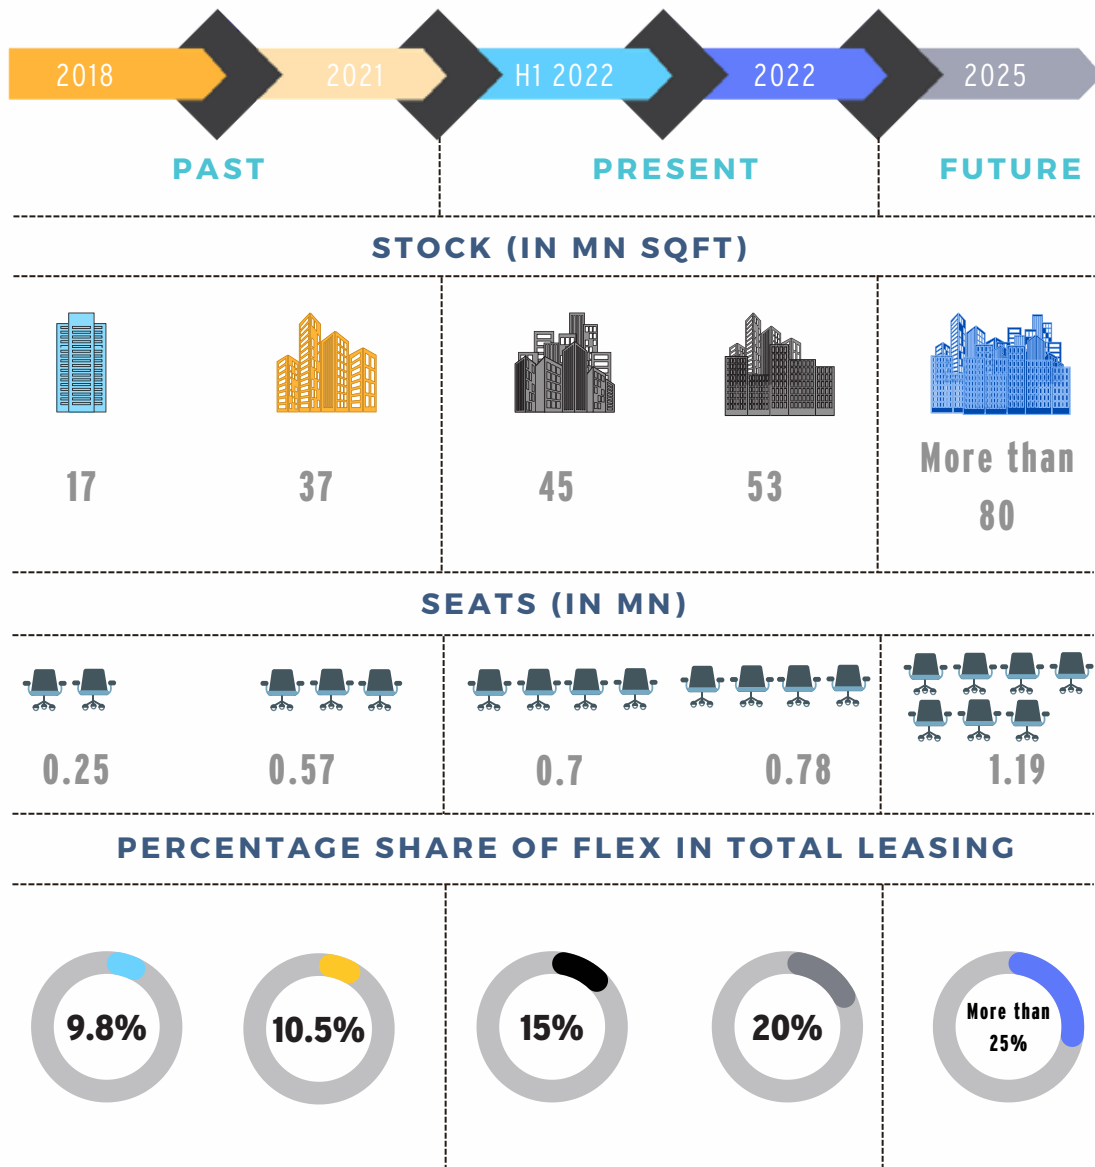 2018 2021 H1 2022 2022 2025
PAST PRESENT FUTURE
STOCK (IN MN SQFT)
17 37 45 53 More than
80
SEATS (IN MN)
0.25 0.57 0.7 0.78 1.19
PERCENTAGE SHARE OF FLEX IN TOTAL LEASING
9.8% 10.5% 15% 20% More than
25%